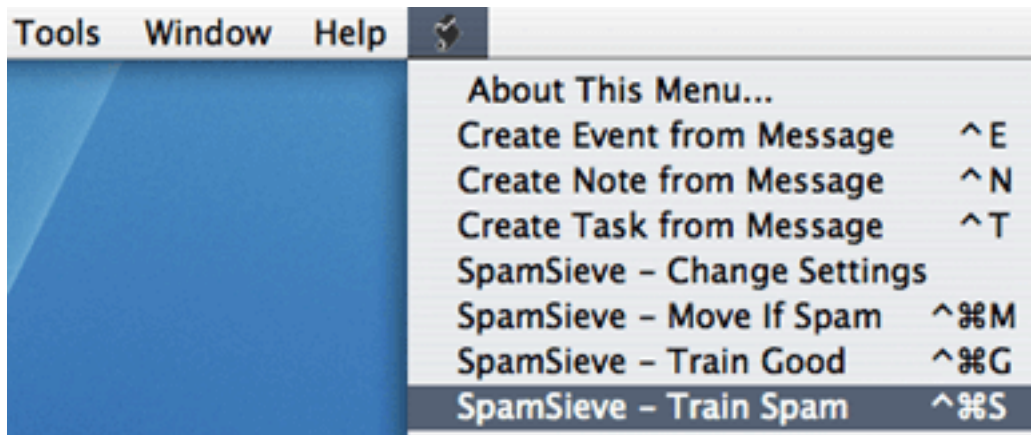 Tools Window Help
About This Menu...
Create Event from Message ^E
Create Note from Message ^N
Create Task from Message ^T
SpamSieve – Change Settings
SpamSieve – Move If Spam ^⌘M
SpamSieve – Train Good ^⌘G
SpamSieve – Train Spam ^⌘S